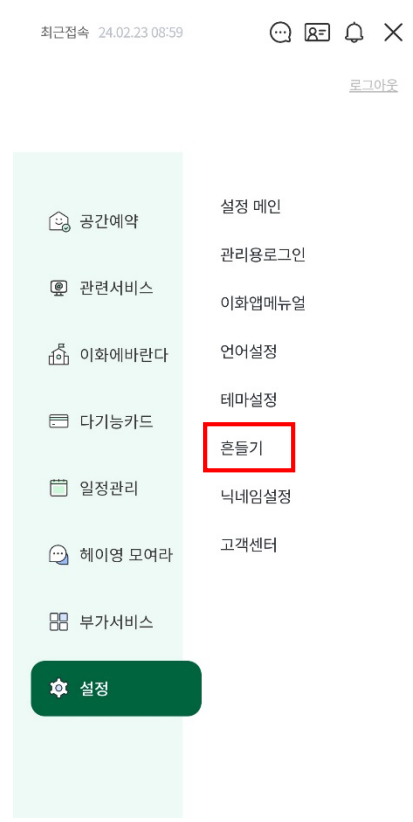 최근접속 24.02.23 08:59
로그아웃
공간예약
관련서비스
이화에바란다
다기능카드
일정관리
헤이영 모여라
부가서비스
설정
설정 메인
관리용로그인
이화앱메뉴얼
언어설정
테마설정
흔들기
닉네임설정
고객센터